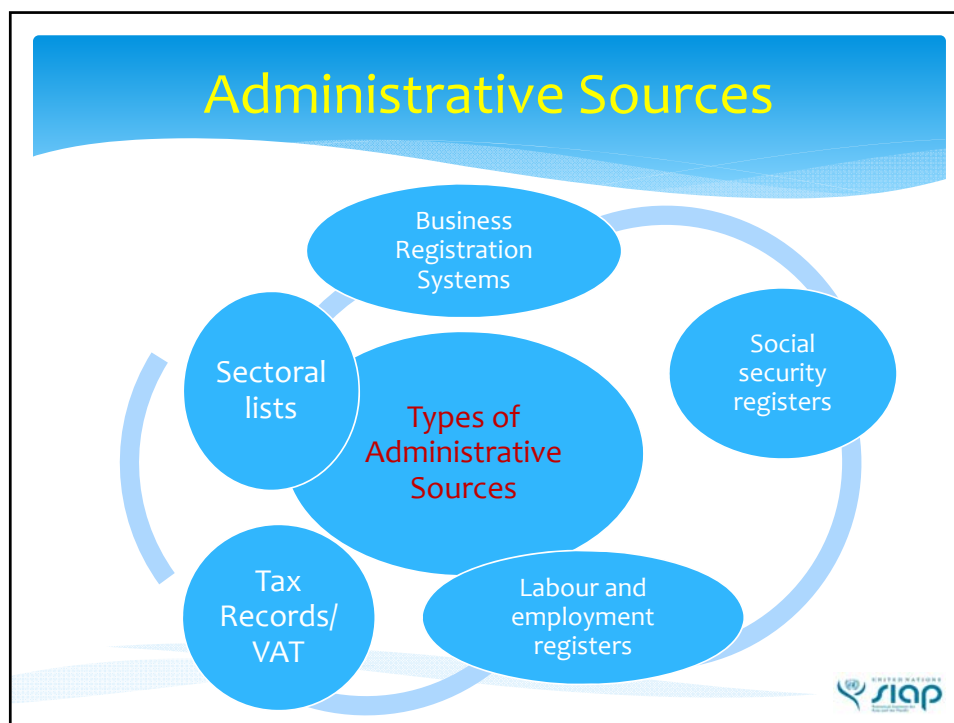 Administrative Sources
Business
Registration
Systems
Social
security
registers
Sectoral
lists
Types of
Administrative
Sources
Tax
Records/
VAT
Labour and
employment
registers
UNITED NATIONS
siap